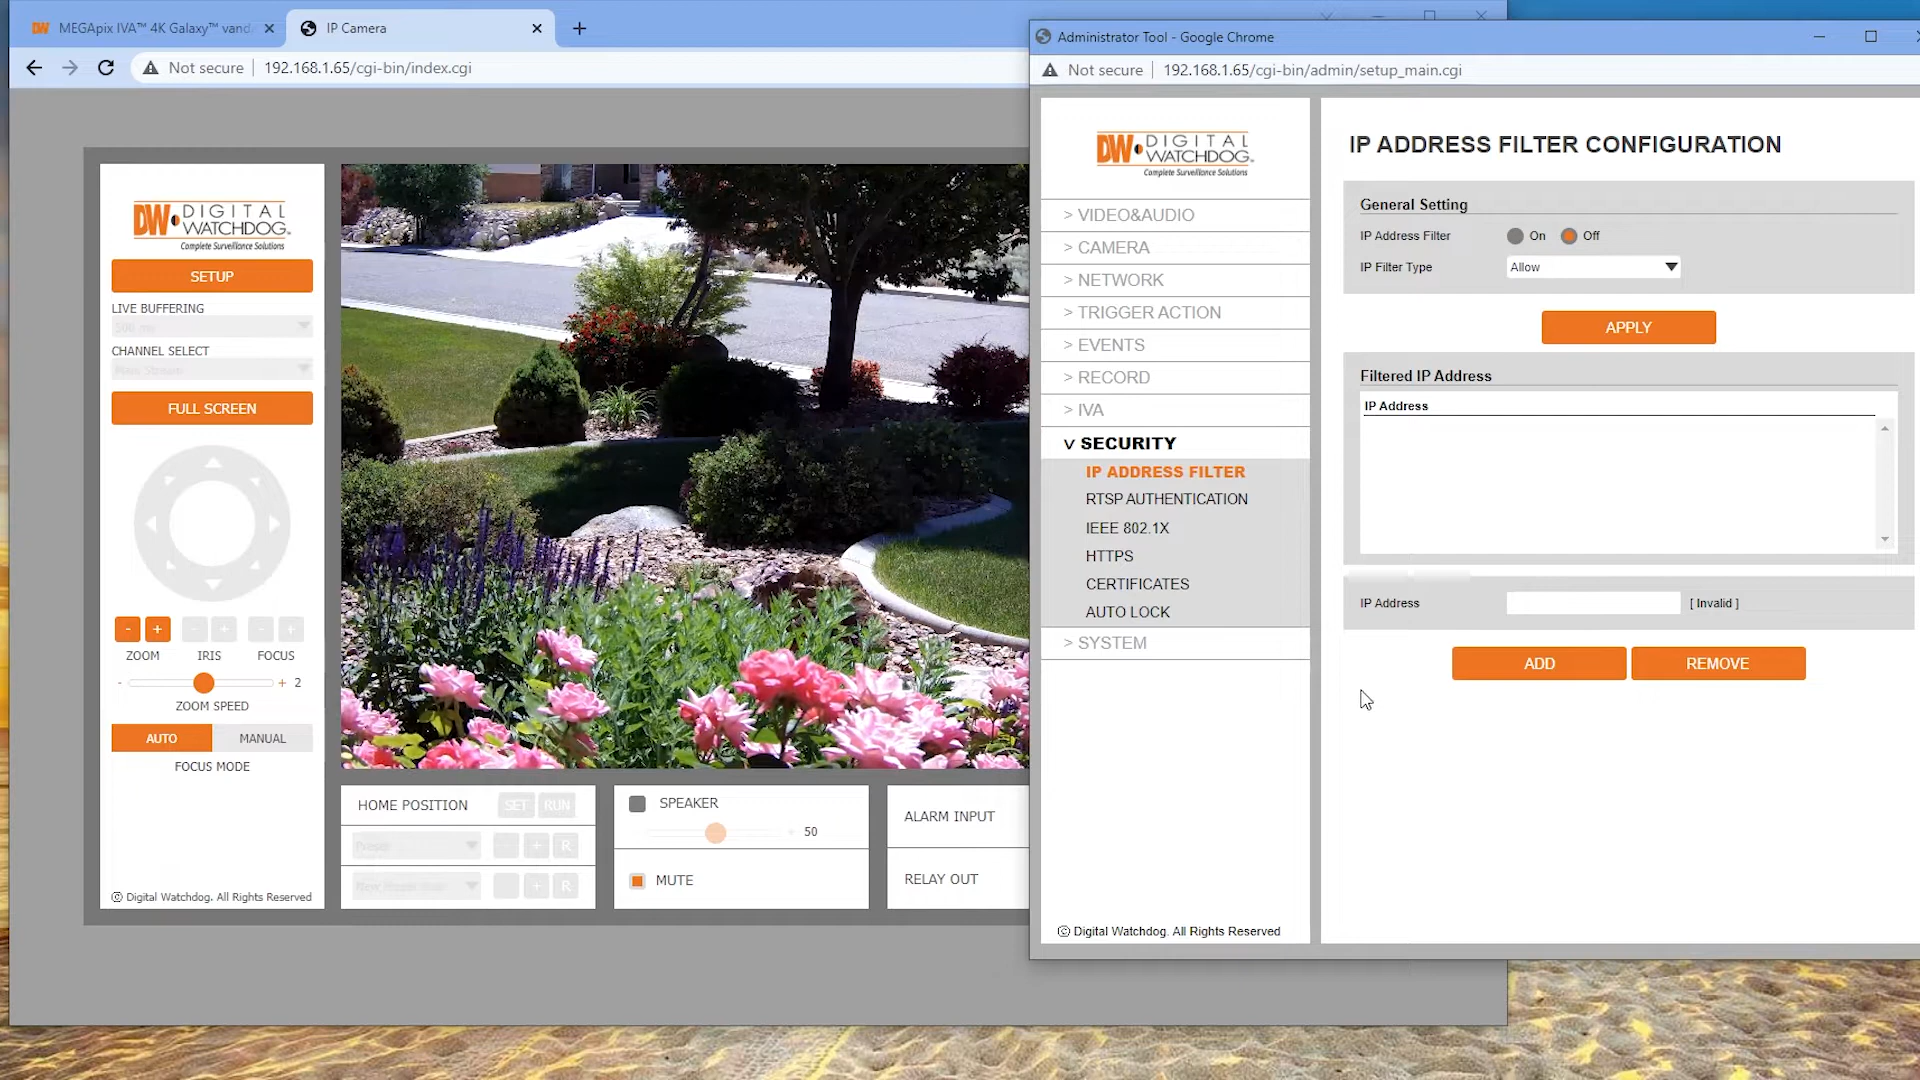 MEGApix IVA™ 4K Galaxy™ vand
IP Camera
Not secure
192.168.1.65/cgi-bin/index.cgi
DW DIGITAL WATCHDOG
Complete Surveillance Solutions
SETUP
LIVE BUFFERING
CHANNEL SELECT
Main Stream
FULL SCREEN
- + - + - +
ZOOM IRIS FOCUS
- + 2
ZOOM SPEED
AUTO MANUAL
FOCUS MODE
© Digital Watchdog. All Rights Reserved
HOME POSITION SET RUN
Preset + R
+ R
SPEAKER
50
MUTE
ALARM INPUT
RELAY OUT
Administrator Tool - Google Chrome
Not secure
192.168.1.65/cgi-bin/admin/setup_main.cgi
DW DIGITAL WATCHDOG
Complete Surveillance Solutions
> VIDEO&AUDIO
> CAMERA
> NETWORK
> TRIGGER ACTION
> EVENTS
> RECORD
> IVA
v SECURITY
IP ADDRESS FILTER
RTSP AUTHENTICATION
IEEE 802.1X
HTTPS
CERTIFICATES
AUTO LOCK
> SYSTEM
© Digital Watchdog. All Rights Reserved
IP ADDRESS FILTER CONFIGURATION
General Setting
IP Address Filter On Off
IP Filter Type Allow
APPLY
Filtered IP Address
IP Address
IP Address [ Invalid ]
ADD REMOVE